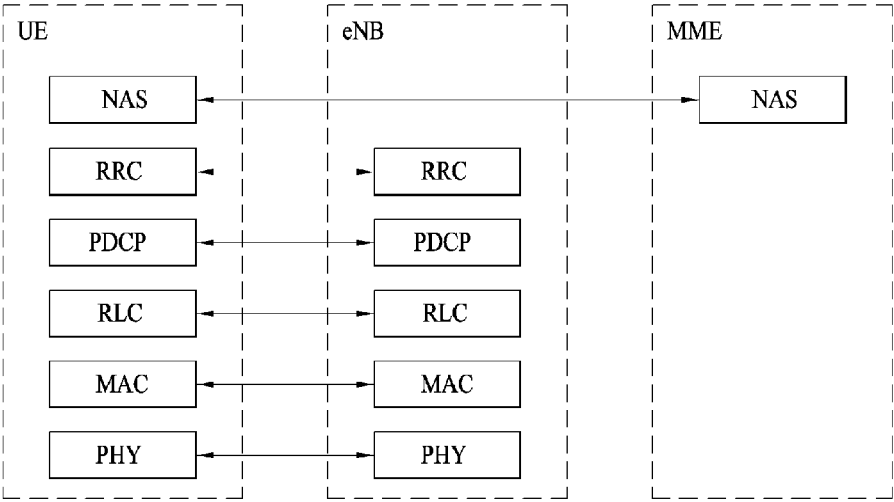 UE eNB MME
NAS NAS
RRC RRC
PDCP PDCP
RLC RLC
MAC MAC
PHY PHY